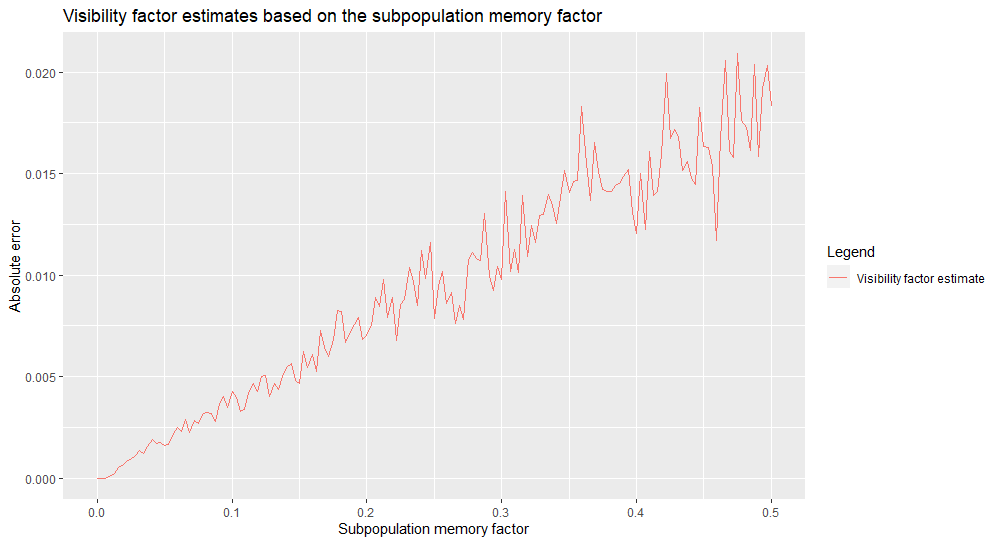 Visibility factor estimates based on the subpopulation memory factor
Absolute error
0.020
0.015
0.010
0.005
0.000
0.0 0.1 0.2 0.3 0.4 0.5
Subpopulation memory factor
Legend
Visibility factor estimate